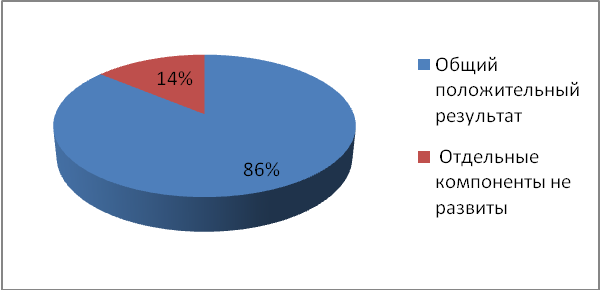 14%
86%
Общий
положительный
результат
Отдельные
компоненты не
развиты